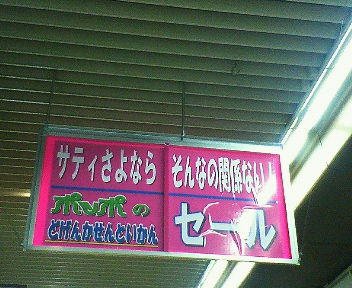 サティさよなら
ポポの
どげんかせんといかん
そんなの関係ない!
セール